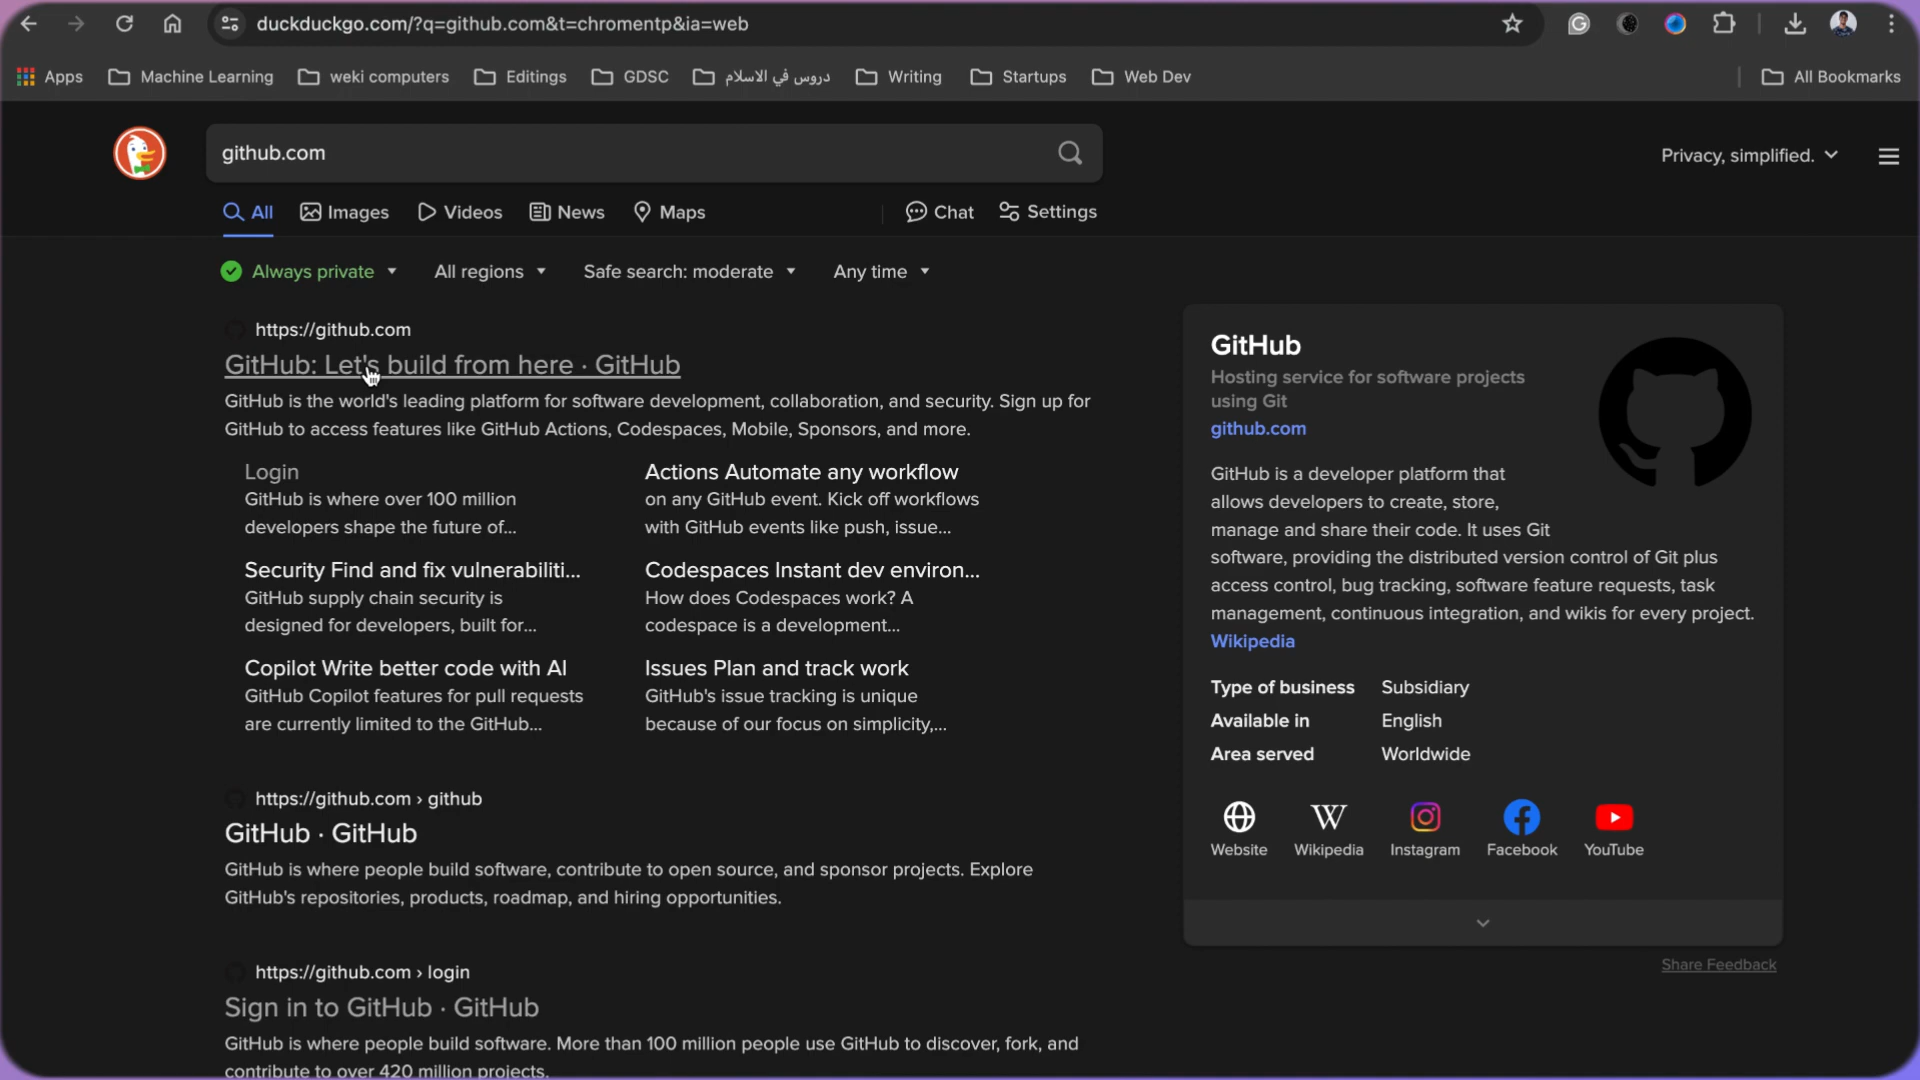 duckduckgo.com/?q=github.com&t=chromentp&ia=web
Apps Machine Learning weki computers Editings GDSC دروس في الاسلام Writing Startups Web Dev All Bookmarks
github.com
Privacy, simplified.
All Images Videos News Maps Chat Settings
Always private All regions Safe search: moderate Any time
https://github.com
GitHub: Let's build from here · GitHub
GitHub is the world's leading platform for software development, collaboration, and security. Sign up for
GitHub to access features like GitHub Actions, Codespaces, Mobile, Sponsors, and more.
Login
GitHub is where over 100 million
developers shape the future of...
Actions Automate any workflow
on any GitHub event. Kick off workflows
with GitHub events like push, issue...
Security Find and fix vulnerabiliti...
GitHub supply chain security is
designed for developers, built for...
Codespaces Instant dev environ...
How does Codespaces work? A
codespace is a development...
Copilot Write better code with AI
GitHub Copilot features for pull requests
are currently limited to the GitHub...
Issues Plan and track work
GitHub's issue tracking is unique
because of our focus on simplicity,...
https://github.com › github
GitHub · GitHub
GitHub is where people build software, contribute to open source, and sponsor projects. Explore
GitHub's repositories, products, roadmap, and hiring opportunities.
https://github.com › login
Sign in to GitHub · GitHub
GitHub is where people build software. More than 100 million people use GitHub to discover, fork, and
contribute to over 420 million projects.
GitHub
Hosting service for software projects
using Git
github.com
GitHub is a developer platform that
allows developers to create, store,
manage and share their code. It uses Git
software, providing the distributed version control of Git plus
access control, bug tracking, software feature requests, task
management, continuous integration, and wikis for every project.
Wikipedia
Type of business Subsidiary
Available in English
Area served Worldwide
Website Wikipedia Instagram Facebook YouTube
Share Feedback